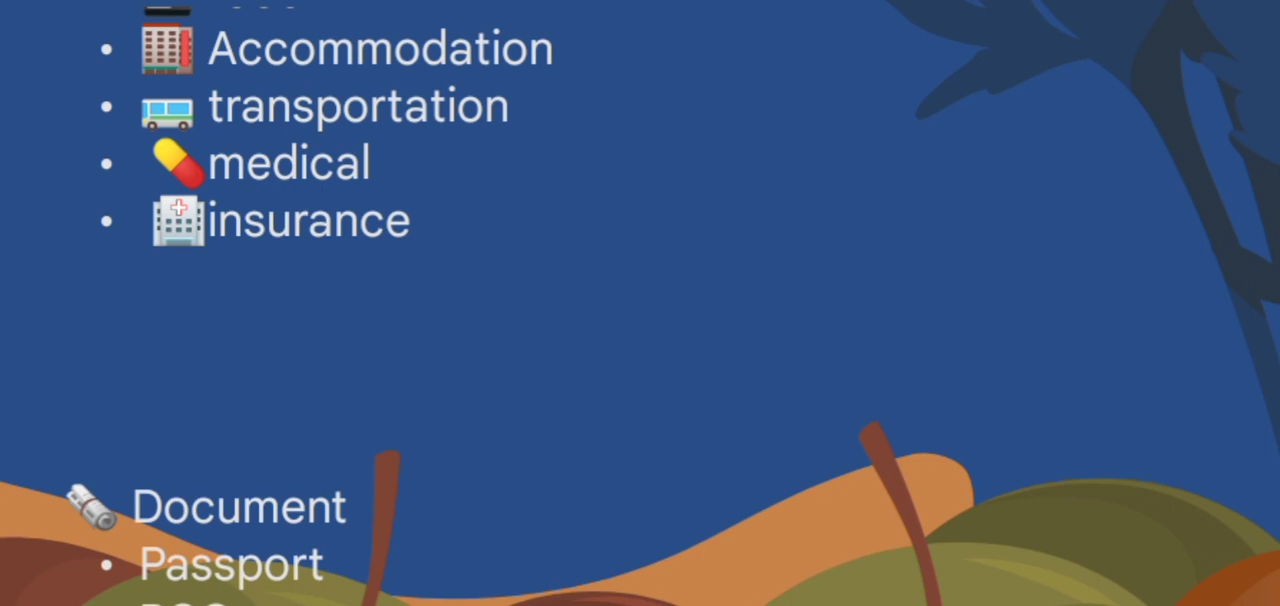 • 🏨 Accommodation
• 🚌 transportation
• 💊medical
• 🏥insurance
🗞️ Document
• Passport